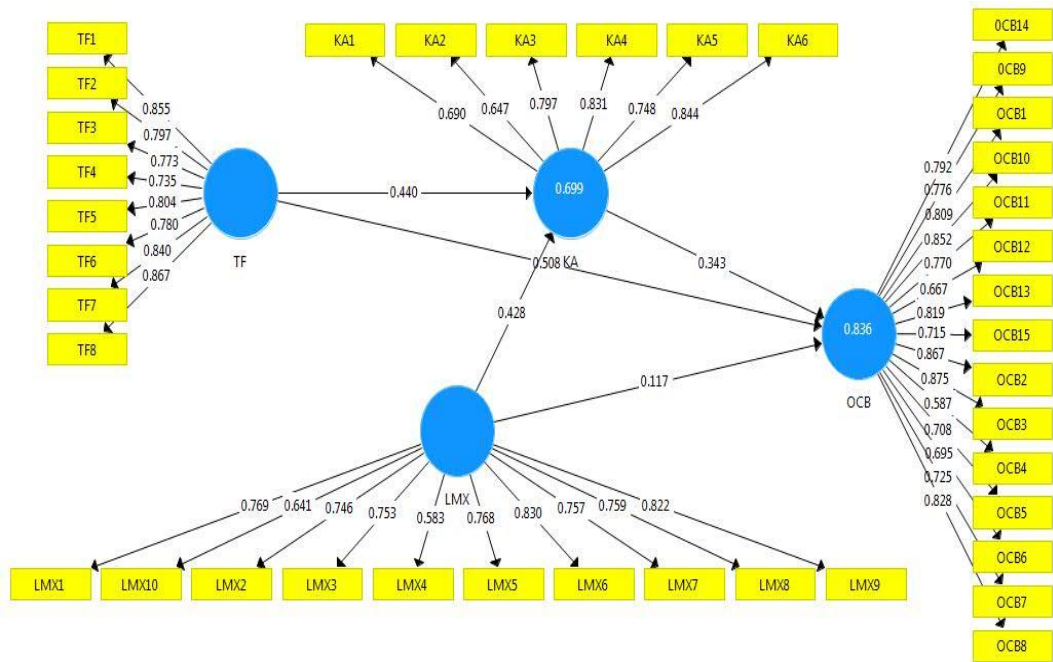 TF1
TF2
TF3
TF4
TF5
TF6
TF7
TF8
0.855
0.797
0.773
0.735
0.804
0.780
0.840
0.867
TF
KA1
KA2
KA3
KA4
KA5
KA6
0.690
0.647
0.797
0.831
0.748
0.844
0.699
KA
0.440
0.508
0.428
0.343
0.117
0.836
OCB
LMX
0.769
0.641
0.746
0.753
0.583
0.768
0.830
0.757
0.759
0.822
LMX1
LMX10
LMX2
LMX3
LMX4
LMX5
LMX6
LMX7
LMX8
LMX9
0.792
0.776
0.809
0.852
0.770
0.667
0.819
0.715
0.867
0.875
0.587
0.708
0.695
0.725
0.828
0CB14
0CB9
OCB1
OCB10
OCB11
OCB12
OCB13
OCB15
OCB2
OCB3
OCB4
OCB5
OCB6
OCB7
OCB8